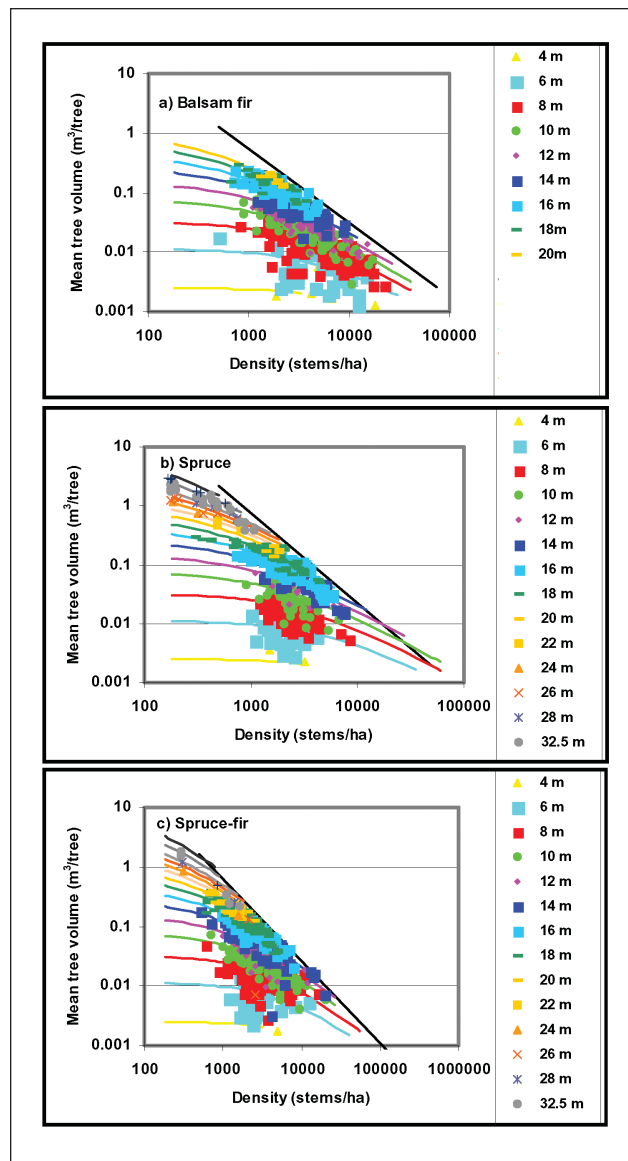 a) Balsam fir
Mean tree volume (m³/tree)
10
1
0.1
0.01
0.001
100
1000
10000
100000
Density (stems/ha)
4 m
6 m
8 m
10 m
12 m
14 m
16 m
18m
20m
b) Spruce
Mean tree volume (m³/tree)
10
1
0.1
0.01
0.001
100
1000
10000
100000
Density (stems/ha)
4 m
6 m
8 m
10 m
12 m
14 m
16 m
18 m
20 m
22 m
24 m
26 m
28 m
32.5 m
c) Spruce-fir
Mean tree volume (m³/tree)
10
1
0.1
0.01
0.001
100
1000
10000
100000
1000000
Density (stems/ha)
4 m
6 m
8 m
10 m
12 m
14 m
16 m
18 m
20 m
22 m
24 m
26 m
28 m
32.5 m